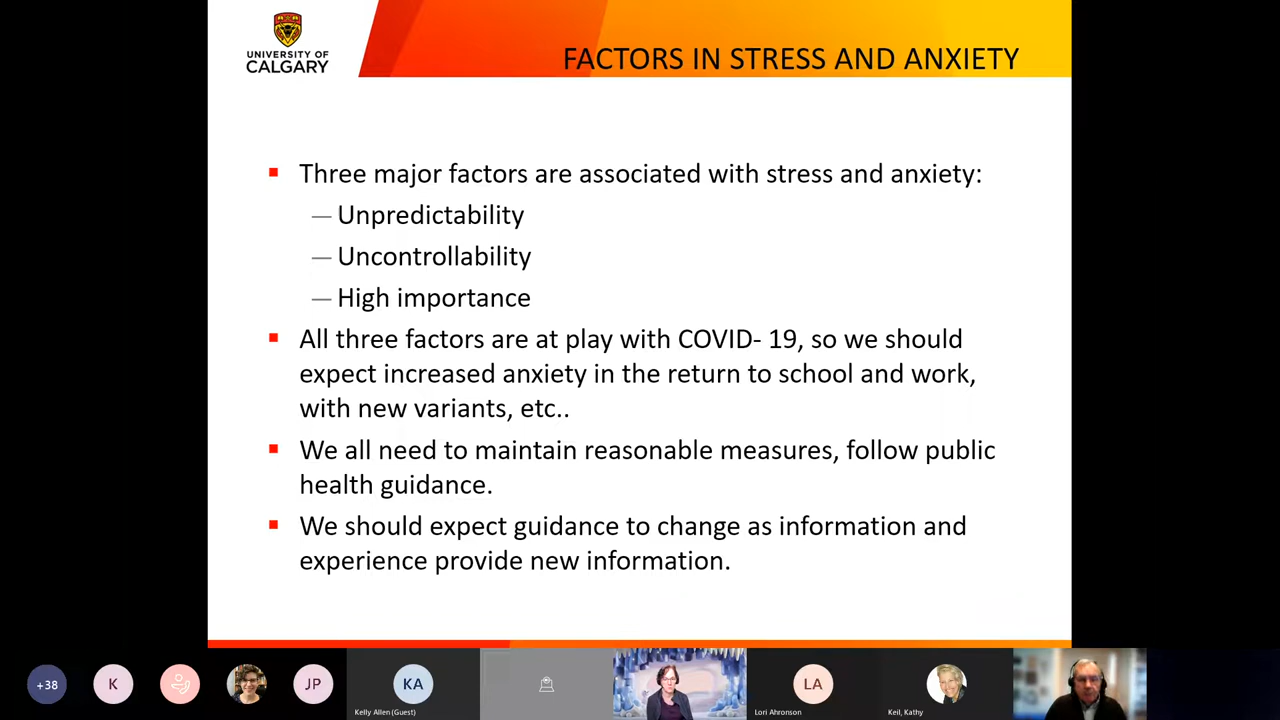 UNIVERSITY OF
CALGARY
FACTORS IN STRESS AND ANXIETY
Three major factors are associated with stress and anxiety:
— Unpredictability
— Uncontrollability
— High importance
All three factors are at play with COVID- 19, so we should
expect increased anxiety in the return to school and work,
with new variants, etc..
We all need to maintain reasonable measures, follow public
health guidance.
We should expect guidance to change as information and
experience provide new information.
+38
K
JP
KA
Kelly Allen (Guest)
LA
Lori Ahronson
Keil, Kathy